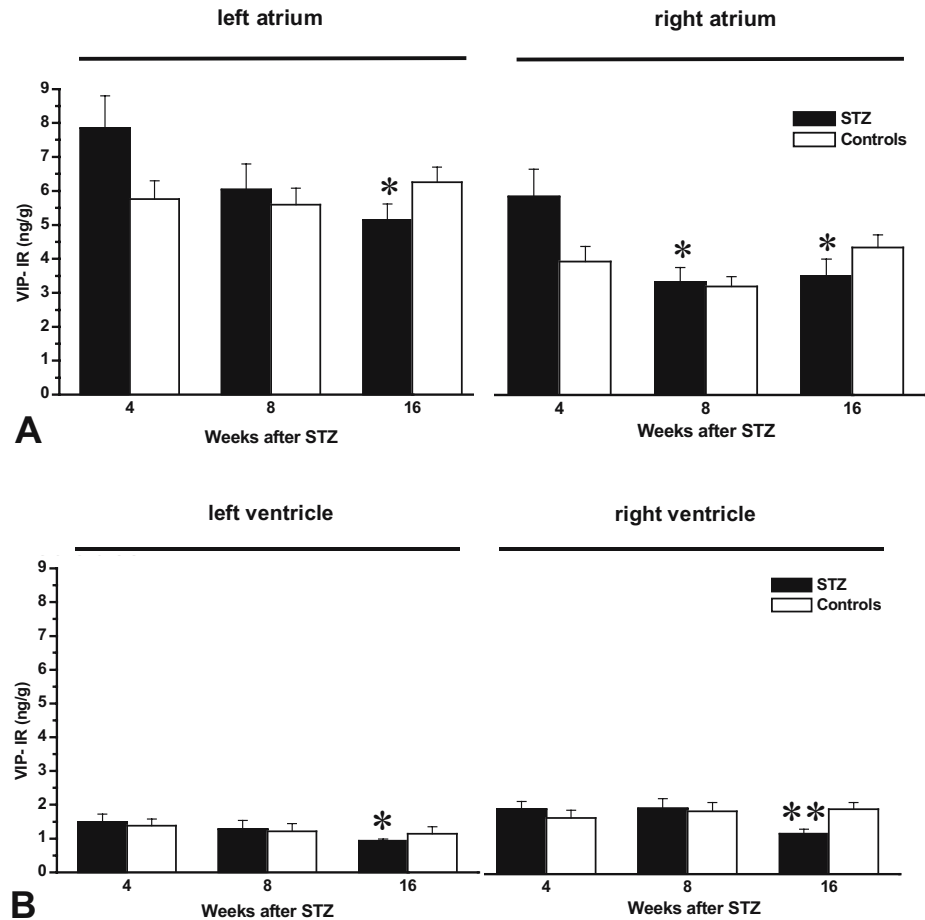 left atrium right atrium
9
8
7
6
5
4
3
2
1
0
VIP- IR (ng/g)
STZ
Controls
* * *
4 8 16 4 8 16
A Weeks after STZ Weeks after STZ
left ventricle right ventricle
9
8
7
6
5
4
3
2
1
0
VIP- IR (ng/g)
STZ
Controls
* **
4 8 16 4 8 16
B Weeks after STZ Weeks after STZ